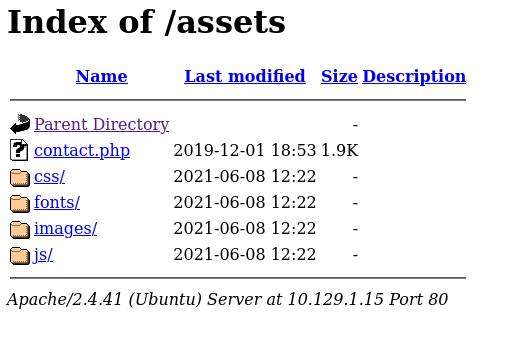 Index of /assets
Name Last modified Size Description
Parent Directory -
contact.php 2019-12-01 18:53 1.9K
css/ 2021-06-08 12:22 -
fonts/ 2021-06-08 12:22 -
images/ 2021-06-08 12:22 -
js/ 2021-06-08 12:22 -
Apache/2.4.41 (Ubuntu) Server at 10.129.1.15 Port 80